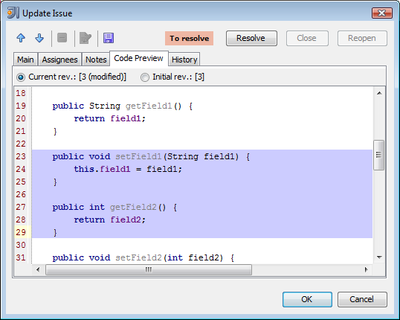 Update Issue
To resolve Resolve Close Reopen
Main Assignees Notes Code Preview History
Current rev.: [3 (modified)] Initial rev.: [3]
18
19 public String getField1() {
20 return field1;
21 }
22
23 public void setField1(String field1) {
24 this.field1 = field1;
25 }
26
27 public int getField2() {
28 return field2;
29 }
30
31 public void setField2(int field2) {
OK Cancel